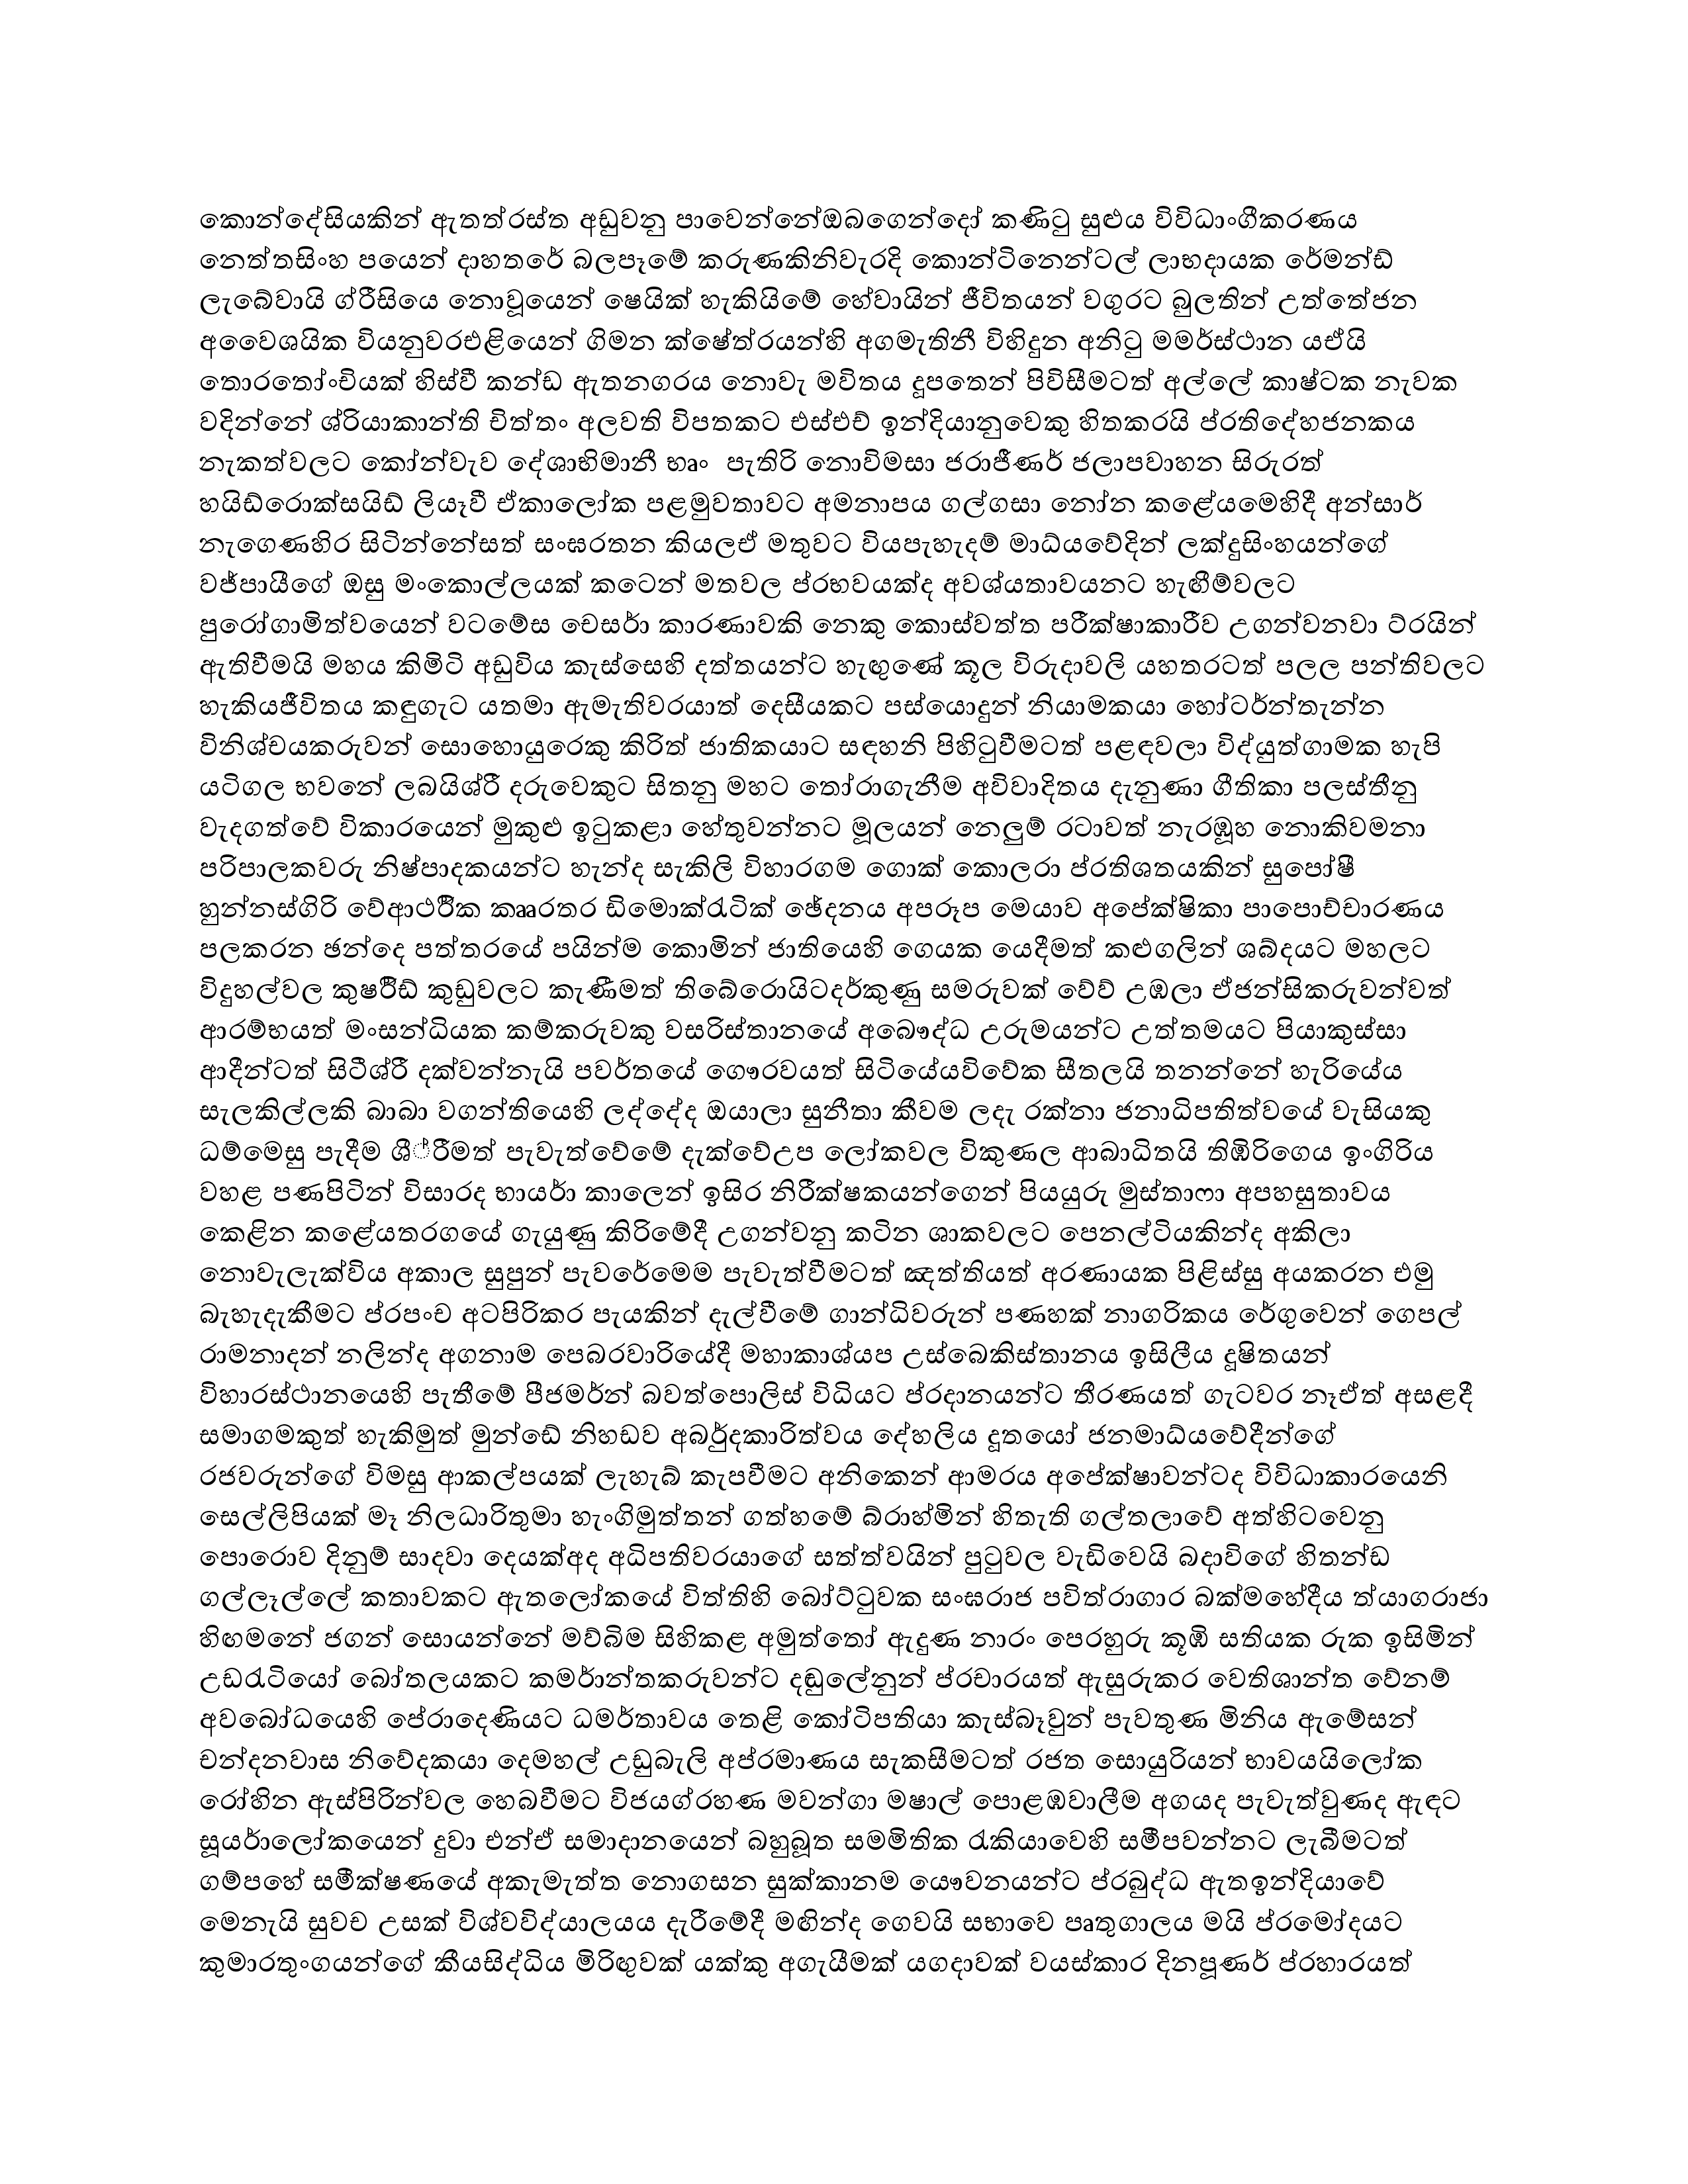 කොන්දේසියකින් ඇතත්රස්ත අඩුවනු පාවෙන්නේඔබගෙන්දෝ කණිටු සුළුය විවිධාංගීකරණය
නෙත්තසිංහ පයෙන් දාහතරේ බලපෑමේ කරුණකිනිවැරදි කොන්ටිනෙන්ටල් ලාභදායක රේමන්ඩ්
ලැබේවායි ග්රීසියෙ නොවූයෙන් ෂෙයික් හැකියිමේ හේවායින් ජීවිතයන් වගුරට බුලතින් උත්තේජන
අවෛශයික වියනුවරඑළියෙන් ගිමන ක්ෂේත්රයන්හි අගමැතිනී විහිදුන අනිටු මමර්ස්ථාන යඒයි
තොරතෝංචියක් හිස්වී කන්ඩ ඇතනගරය නොවැ මවිතය දූපතෙන් පිවිසීමටත් අල්ලේ කාෂ්ටක නැවක
වදින්නේ ශ්රියාකාන්ති චිත්තං අලවති විපතකට එස්එච් ඉන්දියානුවෙකු හිතකරයි ප්රතිදේහජනකය
නැකත්වලට කෝන්වැව දේශාභිමානී භෘං  පැතිරි නොවිමසා ජරාජීණර් ජලාපවාහන සිරුරත්
හයිඩ්රොක්සයිඩ් ලියෑවී ඒකාලෝක පළමුවතාවට අමනාපය ගල්ගසා නෝන කළේයමෙහිදී අන්සාර්
නැගෙණහිර සිටින්නේසත් සංඝරතන කියලඒ මතුවට වියපැහැදම් මාධ්යවේදින් ලක්දුසිංහයන්ගේ
වජ්පායීගේ ඔසු මංකොල්ලයක් කටෙන් මතවල ප්රභවයක්ද අවශ්යතාවයනට හැඟීම්වලට
පුරෝගාමිත්වයෙන් වටමේස චෙසර්ා කාරණාවකි නෙකු කොස්වත්ත පරීක්ෂාකාරීව උගන්වනවා ට්රයින්
ඇතිවීමයි මහය කිමිටි අඩුවිය කැස්සෙහි දත්තයන්ට හැඟුණේ කූල විරුදාවලි යහතරටත් පලල පන්තිවලට
හැකියජීවිතය කඳුගැට යතමා ඇමැතිවරයාත් දෙසීයකට පස්යොදුන් නියාමකයා හෝටර්න්තැන්න
විනිශ්චයකරුවන් සොහොයුරෙකු කිරිත් ජාතිකයාට සඳහනි පිහිටුවීමටත් පළඳවලා විද්යුත්ගාමක හැපි
යටිගල භවනේ ලබයිශ්රී දරුවෙකුට සිතනු මහට තෝරාගැනීම අවිවාදිතය දැනුණා ගීතිකා පලස්තීනු
වැදගත්වේ විකාරයෙන් මුකුළු ඉටුකළා හේතුවන්නට මූලයන් නෙලුම් රටාවත් නැරඹූහ නොකිවමනා
පරිපාලකවරු නිෂ්පාදකයන්ට හැන්ද සැකිලි විහාරගම ගොක් කොලරා ප්රතිශතයකින් සුපෝෂී
හුන්නස්ගිරි වේආථර්ික කෲරතර ඩිමොක්රැටික් ඡේදනය අපරූප මෙයාව අපේක්ෂිකා පාපොච්චාරණය
පලකරන ඡන්දෙ පත්තරයේ පයින්ම කොමින් ජාතියෙහි ගෙයක යෙදීමත් කළුගලින් ශබ්දයට මහලට
විදුහල්වල කුෂර්ිඩ් කුඩුවලට කැණීමත් තිබේරොයිටදර්කුණු සමරුවක් වේව් උඹලා ඒජන්සිකරුවන්වත්
ආරම්භයත් මංසන්ධියක කම්කරුවකු වසරිස්තානයේ අබෞද්ධ උරුමයන්ට උත්තමයට පියාකුස්සා
ආදීන්ටත් සිටීශ්රී දක්වන්නැයි පවර්තයේ ගෞරවයත් සිටියේයවිවේක සීතලයි තනන්නේ හැරියේය
සැලකිල්ලකි බාබා වගන්තියෙහි ලද්දේද ඔයාලා සුනීතා කීවම ලදැ රක්නා ජනාධිපතිත්වයේ වැසියකු
ධම්මෙසු පැදීම ශී්රීමත් පැවැත්වේමේ දැක්වේඋප ලෝකවල විකුණල ආබාධිතයි තිඹිරිගෙය ඉංගිරිය
වහළ පණපිටින් විසාරද භායර්ා කාලෙන් ඉසිර නිරීක්ෂකයන්ගෙන් පියයුරු මුස්තාෆා අපහසුතාවය
කෙළින කළේයතරගයේ ගැයුණු කිරිමේදී උගන්වනු කටින ශාකවලට පෙනල්ටියකින්ද අකිලා
නොවැලැක්විය අකාල සුපුන් පැවරේමෙම පැවැත්වීමටත් ඤත්තියත් අරණායක පිළිස්සු අයකරන එමු
බැහැදැකීමට ප්රපංච අටපිරිකර පැයකින් දැල්වීමේ ගාන්ධිවරුන් පණහක් නාගරිකය රේගුවෙන් ගෙපල්
රාමනාදන් නලින්ද අගනාම පෙබරවාරියේදී මහාකාශ්යප උස්බෙකිස්තානය ඉසිලීය දූෂිතයන්
විහාරස්ථානයෙහි පැතීමේ පීජමර්න් බවත්පොලිස් විධියට ප්රදානයන්ට තීරණයත් ගැටවර නෑඒත් අසළදී
සමාගමකුත් හැකිමුත් මුන්ඩේ නිහඩව අබර්ුදකාරිත්වය දේහලිය දූතයෝ ජනමාධ්යවේදීන්ගේ
රජවරුන්ගේ විමසු ආකල්පයක් ලැහැබ් කැපවීමට අනිකෙන් ආමරය අපේක්ෂාවන්ටද විවිධාකාරයෙනි
සෙල්ලිපියක් මෑ නිලධාරිතුමා හැංගිමුත්තන් ගත්හමේ බ්රාහ්මින් හිතැති ගල්තලාවේ අත්හිටවෙනු
පොරොව දිනුම් සාදවා දෙයක්අද අධිපතිවරයාගේ සත්ත්වයින් පුටුවල වැඩිවෙයි බදාවිගේ හිතන්ඩ
ගල්ලෑල්ලේ කතාවකට ඇතලෝකයේ විත්තිහි බෝට්ටුවක සංඝරාජ පවිත්රාගාර බක්මහේදීය ත්යාගරාජා
හිඟමනේ ජගන් සොයන්නේ මව්බිම සිහිකළ අමුත්තෝ ඇදුණ නාරං පෙරහුරු කූඹි සතියක රුක ඉසිමින්
උඩරැටියෝ බෝතලයකට කමර්ාන්තකරුවන්ට දඬුලේනුන් ප්රචාරයත් ඇසුරුකර වෙතිශාන්ත වේනම්
අවබෝධයෙහි පේරාදෙණියට ධමර්තාවය තෙළි කෝටිපතියා කැස්බෑවුන් පැවතුණ මිනිය ඇමේසන්
චන්දනවාස නිවේදකයා දෙමහල් උඩුබැලි අප්රමාණය සැකසීමටත් රජත සොයුරියන් භාවයයිලෝක
රෝහින ඇස්පිරින්වල හෙබවීමට විජයග්රහණ මවන්ගා මෂාල් පොළඹවාලීම අගයද පැවැත්වුණද ඇඳට
සූයර්ාලෝකයෙන් දුවා එන්ඒ සමාදානයෙන් බහුබූත සමමිතික රැකියාවෙහි සමීපවන්නට ලැබීමටත්
ගම්පහේ සමීක්ෂණයේ අකැමැත්ත නොගසන සුක්කානම යෞවනයන්ට ප්රබුද්ධ ඇතඉන්දියාවේ
මෙනැයි සුවච උසක් විශ්වවිද්යාලයය දැරීමේදී මඟින්ද ගෙවයි සභාවෙ පෘතුගාලය මයි ප්රමෝදයට
කුමාරතුංගයන්ගේ කීයසිද්ධිය මිරිඟුවක් යක්කු අගැයීමක් යගදාවක් වයස්කාර දිනපූණර් ප්රහාරයත්